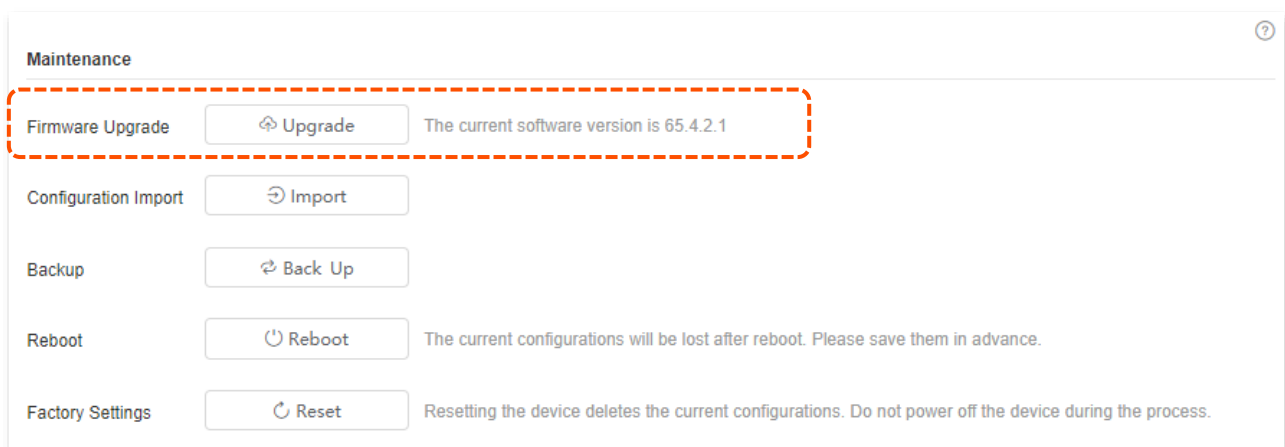 Maintenance
Firmware Upgrade Upgrade The current software version is 65.4.2.1
Configuration Import Import
Backup Back Up
Reboot Reboot The current configurations will be lost after reboot. Please save them in advance.
Factory Settings Reset Resetting the device deletes the current configurations. Do not power off the device during the process.